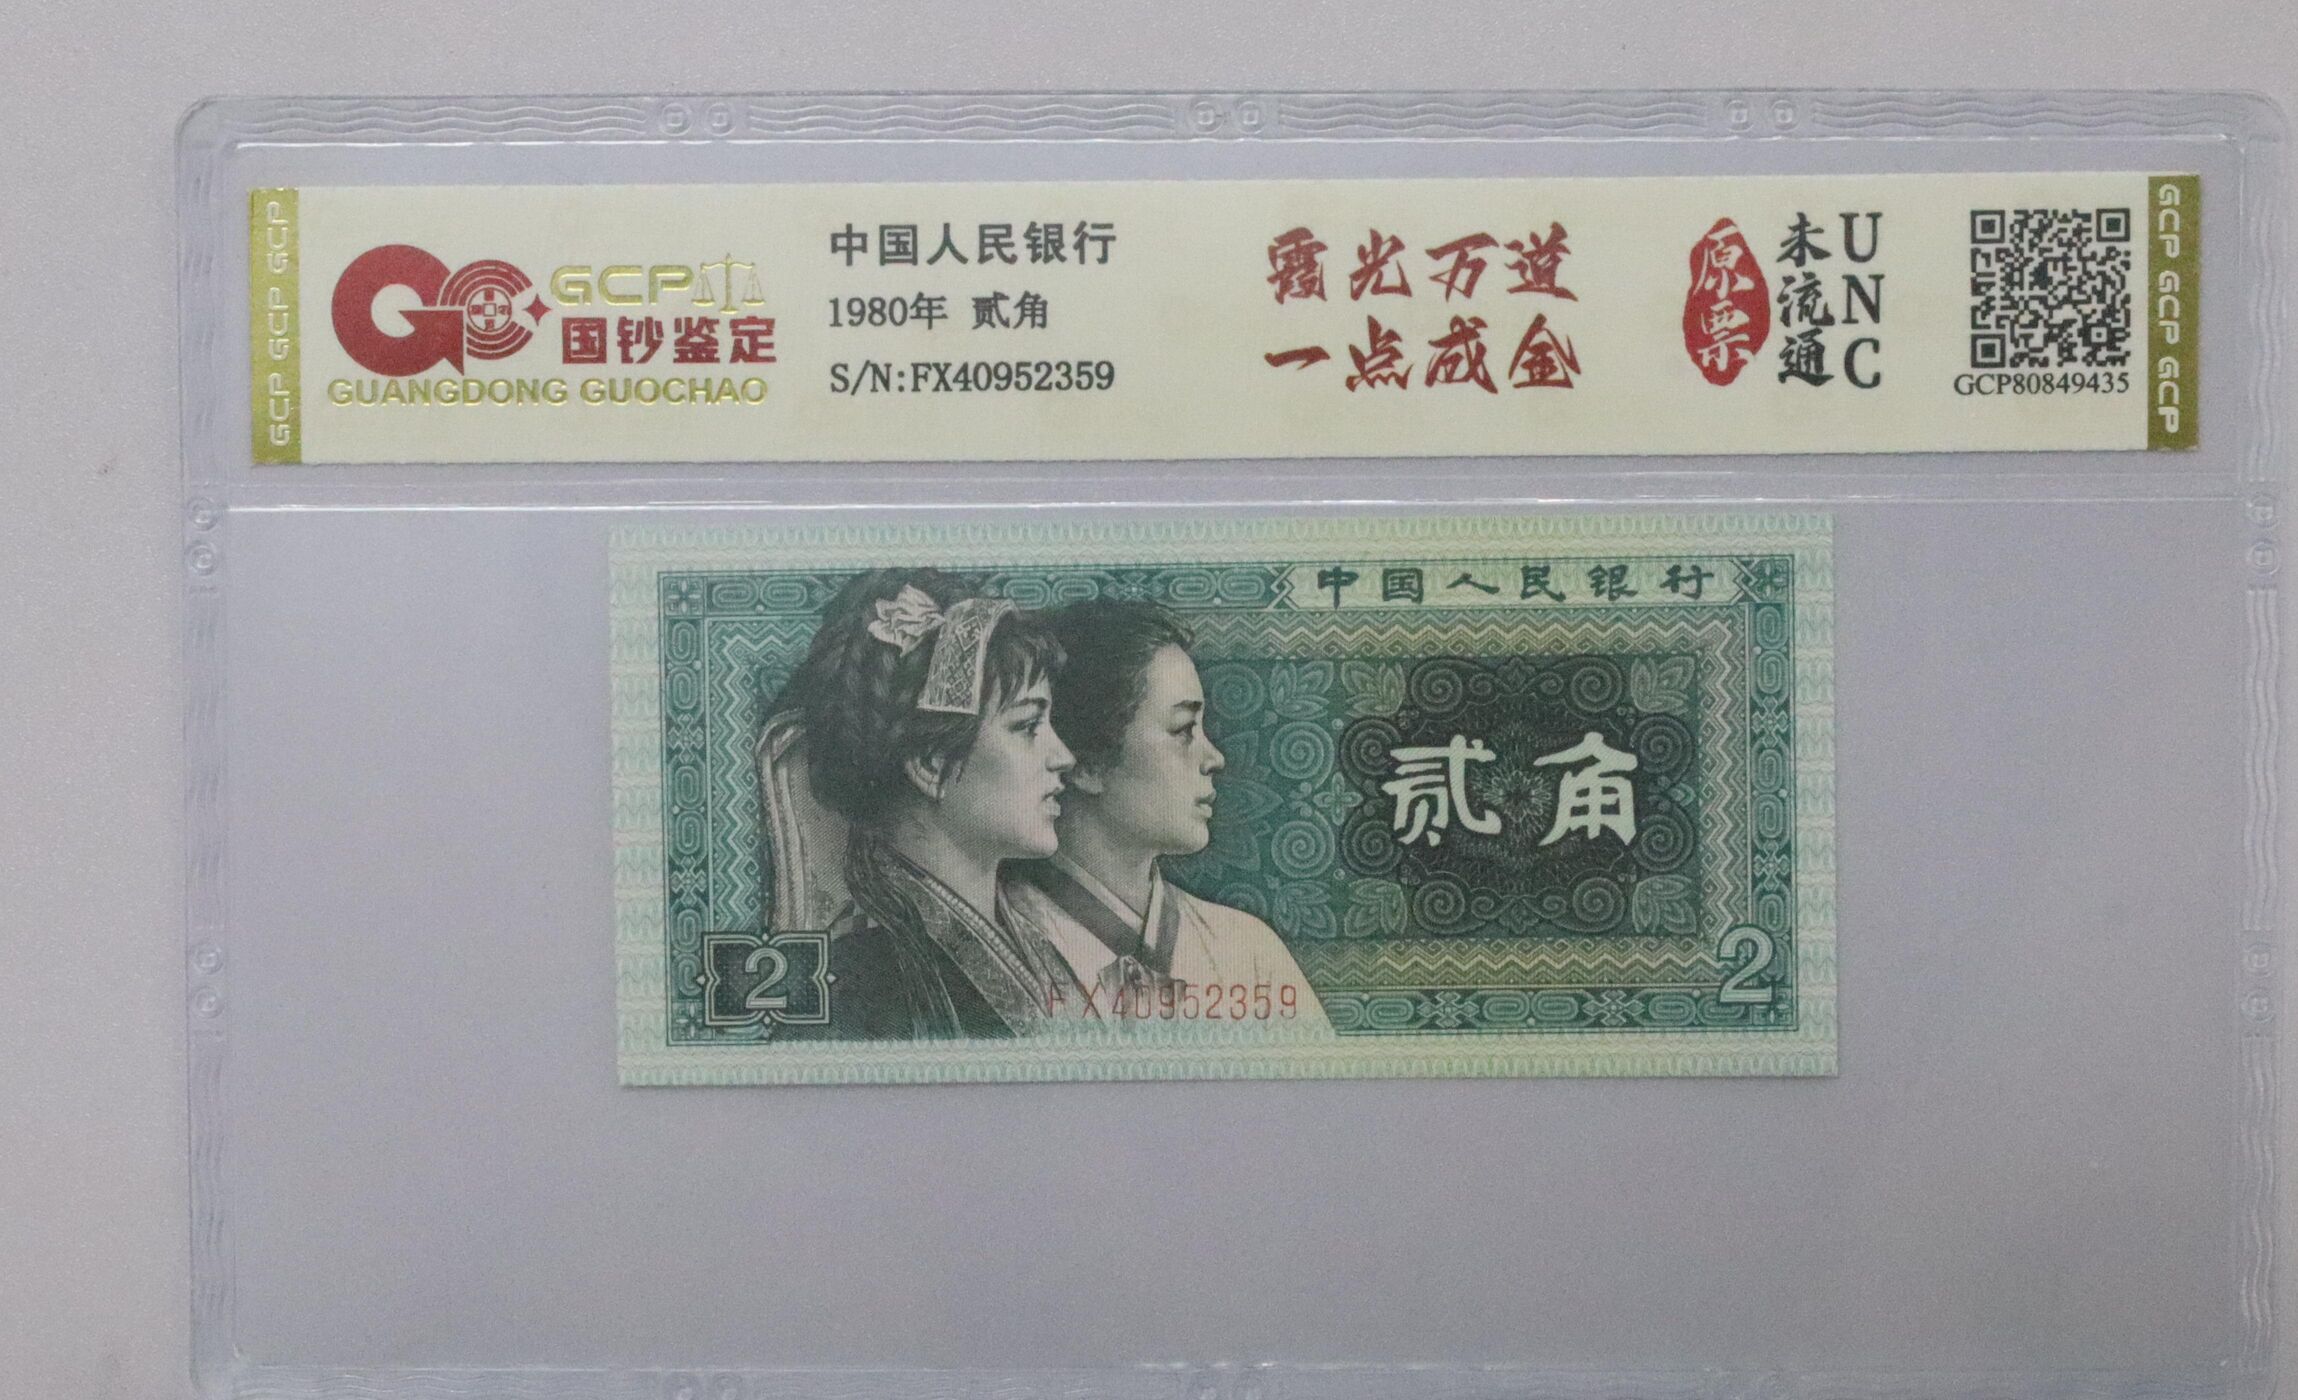 GCP GCP GCP
GCP
国钞鉴定
GUANGDONG GUOCHAO
中国人民银行
1980年 贰角
S/N:FX40952359
霞光万道
一点成金
原票
未流通
UNC
GCP80849435
GCP GCP GCP
中国人民银行
贰角
2
2
FX40952359